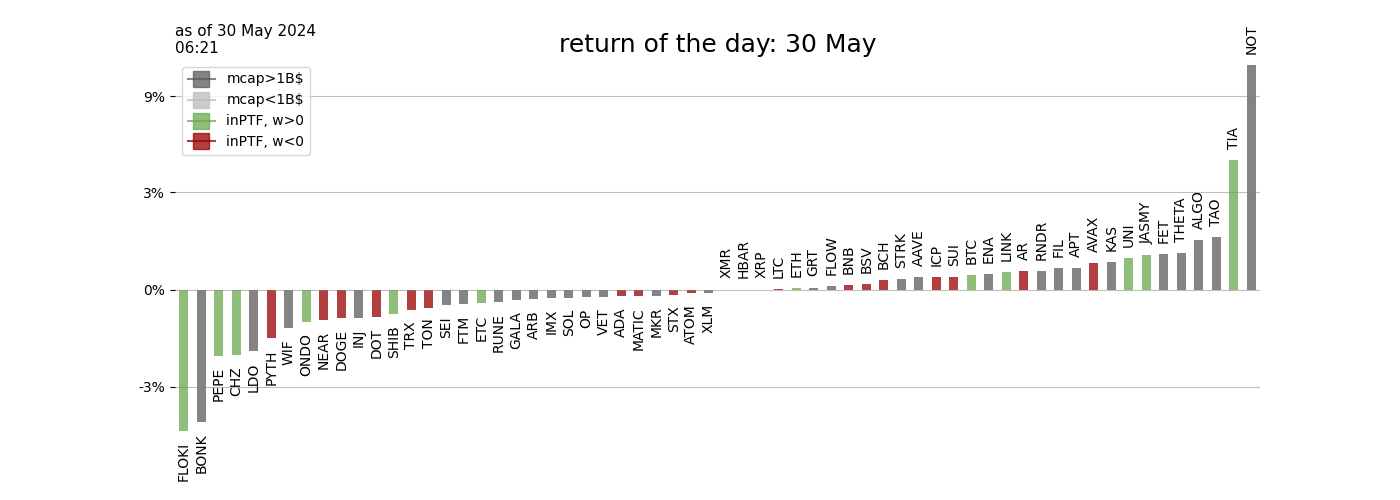 as of 30 May 2024
06:21
return of the day: 30 May
mcap>1B$
mcap<1B$
inPTF, w>0
inPTF, w<0
9%
3%
0%
-3%
FLOKI
BONK
PEPE
CHZ
LDO
PYTH
WIF
ONDO
NEAR
DOGE
INJ
DOT
SHIB
TRX
TON
SEI
FTM
ETC
RUNE
GALA
ARB
IMX
SOL
OP
VET
ADA
MATIC
MKR
STX
ATOM
XLM
XMR
HBAR
XRP
LTC
ETH
GRT
FLOW
BNB
BSV
BCH
STRK
AAVE
ICP
SUI
BTC
ENA
LINK
AR
RNDR
FIL
APT
AVAX
KAS
UNI
JASMY
FET
THETA
ALGO
TAO
TIA
NOT